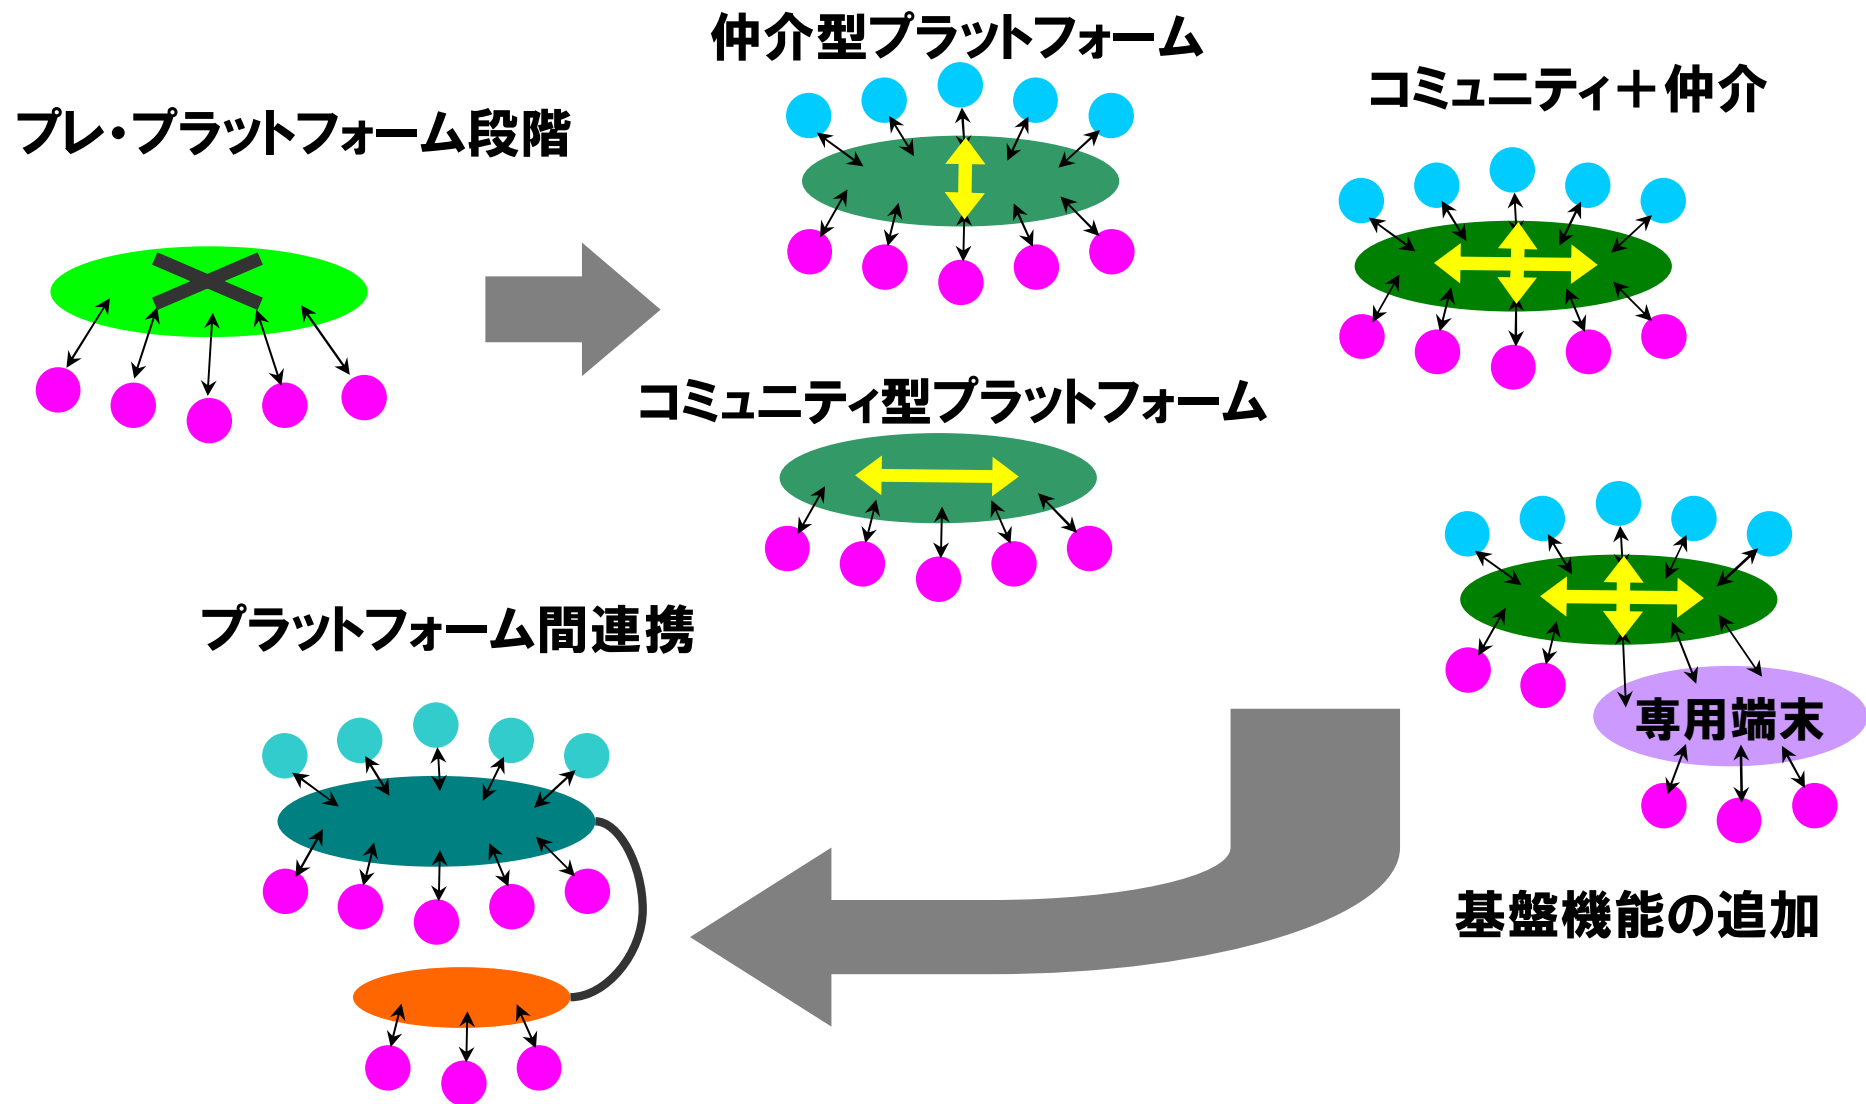 仲介型プラットフォーム
コミュニティ＋仲介
プレ・プラットフォーム段階
コミュニティ型プラットフォーム
プラットフォーム間連携
専用端末
基盤機能の追加